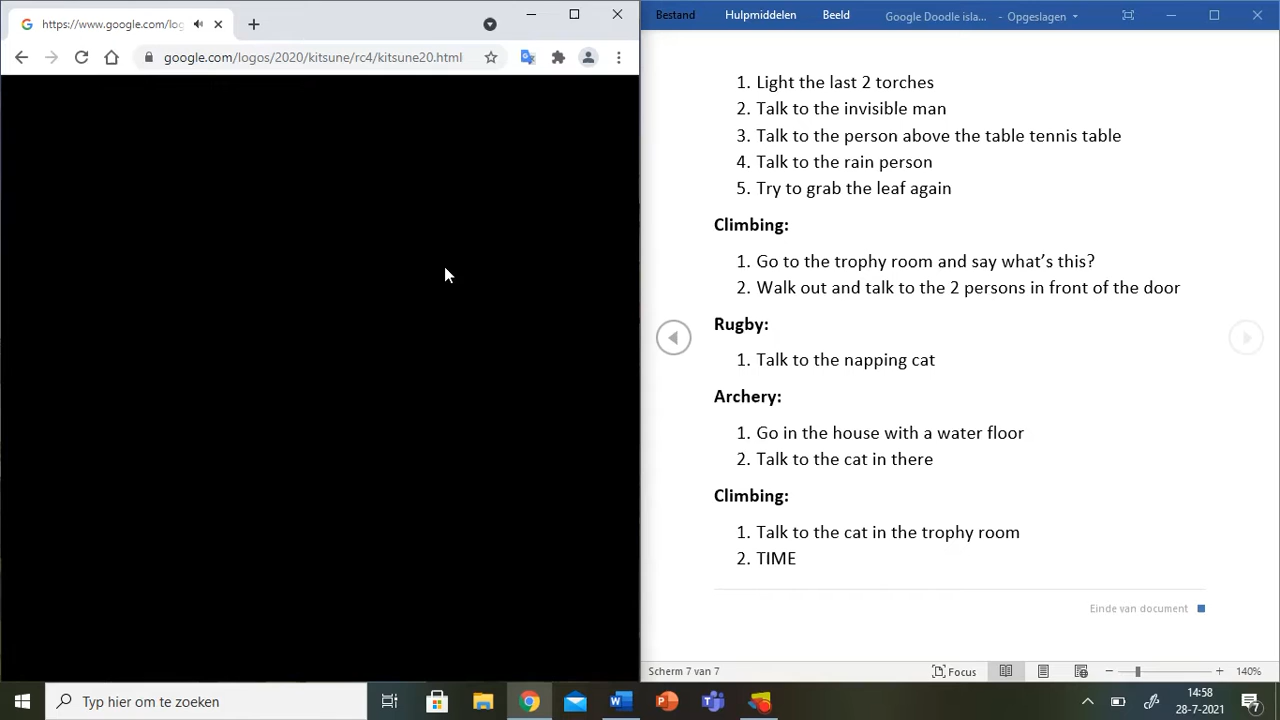 https://www.google.com/log
google.com/logos/2020/kitsune/rc4/kitsune20.html
Bestand Hulpmiddelen Beeld Google Doodle isla... - Opgeslagen
1. Light the last 2 torches
2. Talk to the invisible man
3. Talk to the person above the table tennis table
4. Talk to the rain person
5. Try to grab the leaf again
Climbing:
1. Go to the trophy room and say what's this?
2. Walk out and talk to the 2 persons in front of the door
Rugby:
1. Talk to the napping cat
Archery:
1. Go in the house with a water floor
2. Talk to the cat in there
Climbing:
1. Talk to the cat in the trophy room
2. TIME
Einde van document
Scherm 7 van 7 Focus 140%
Typ hier om te zoeken
14:58
28-7-2021
7